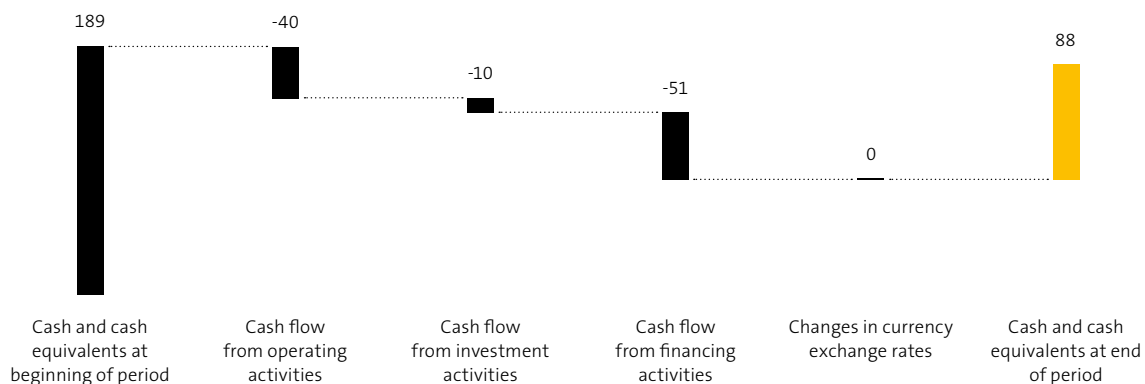 189
-40
-10
-51
0
88
Cash and cash
equivalents at
beginning of period
Cash flow
from operating
activities
Cash flow
from investment
activities
Cash flow
from financing
activities
Changes in currency
exchange rates
Cash and cash
equivalents at end
of period